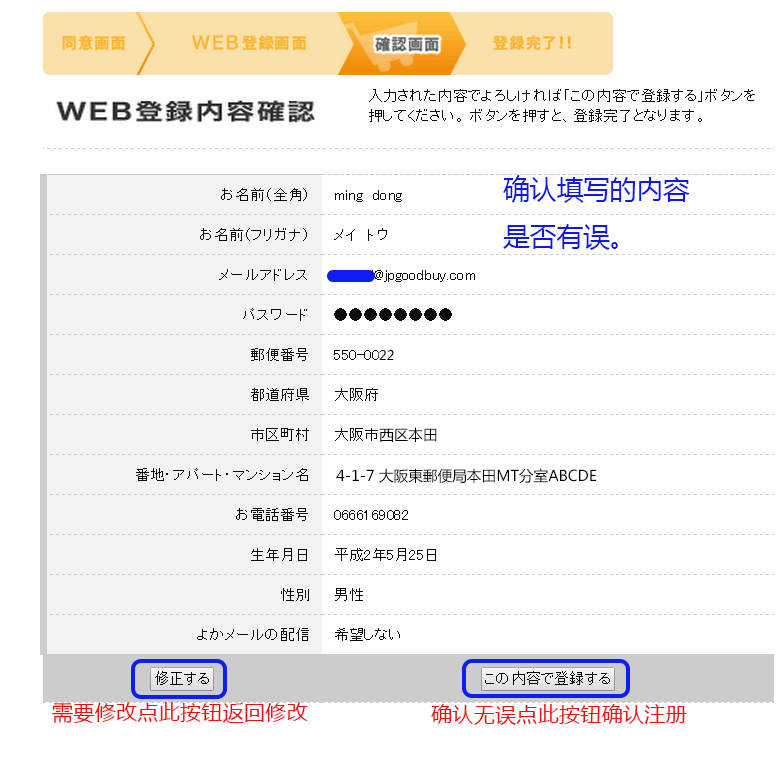 同意画面 WEB登録画面 確認画面 登録完了!!
WEB登録内容確認
入力された内容でよろしければ「この内容で登録する」ボタンを
押してください。ボタンを押すと、登録完了となります。
お名前(全角) ming dong
确认填写的内容
お名前(フリガナ) メイ トウ
是否有误。
メールアドレス @jpgoodbuy.com
パスワード ●●●●●●●●
郵便番号 550-0022
都道府県 大阪府
市区町村 大阪市西区本田
番地・アパート・マンション名 4-1-7 大阪東郵便局本田MT分室ABCDE
お電話番号 0666169082
生年月日 平成2年5月25日
性別 男性
よかメールの配信 希望しない
修正する この内容で登録する
需要修改点此按钮返回修改 确认无误点此按钮确认注册